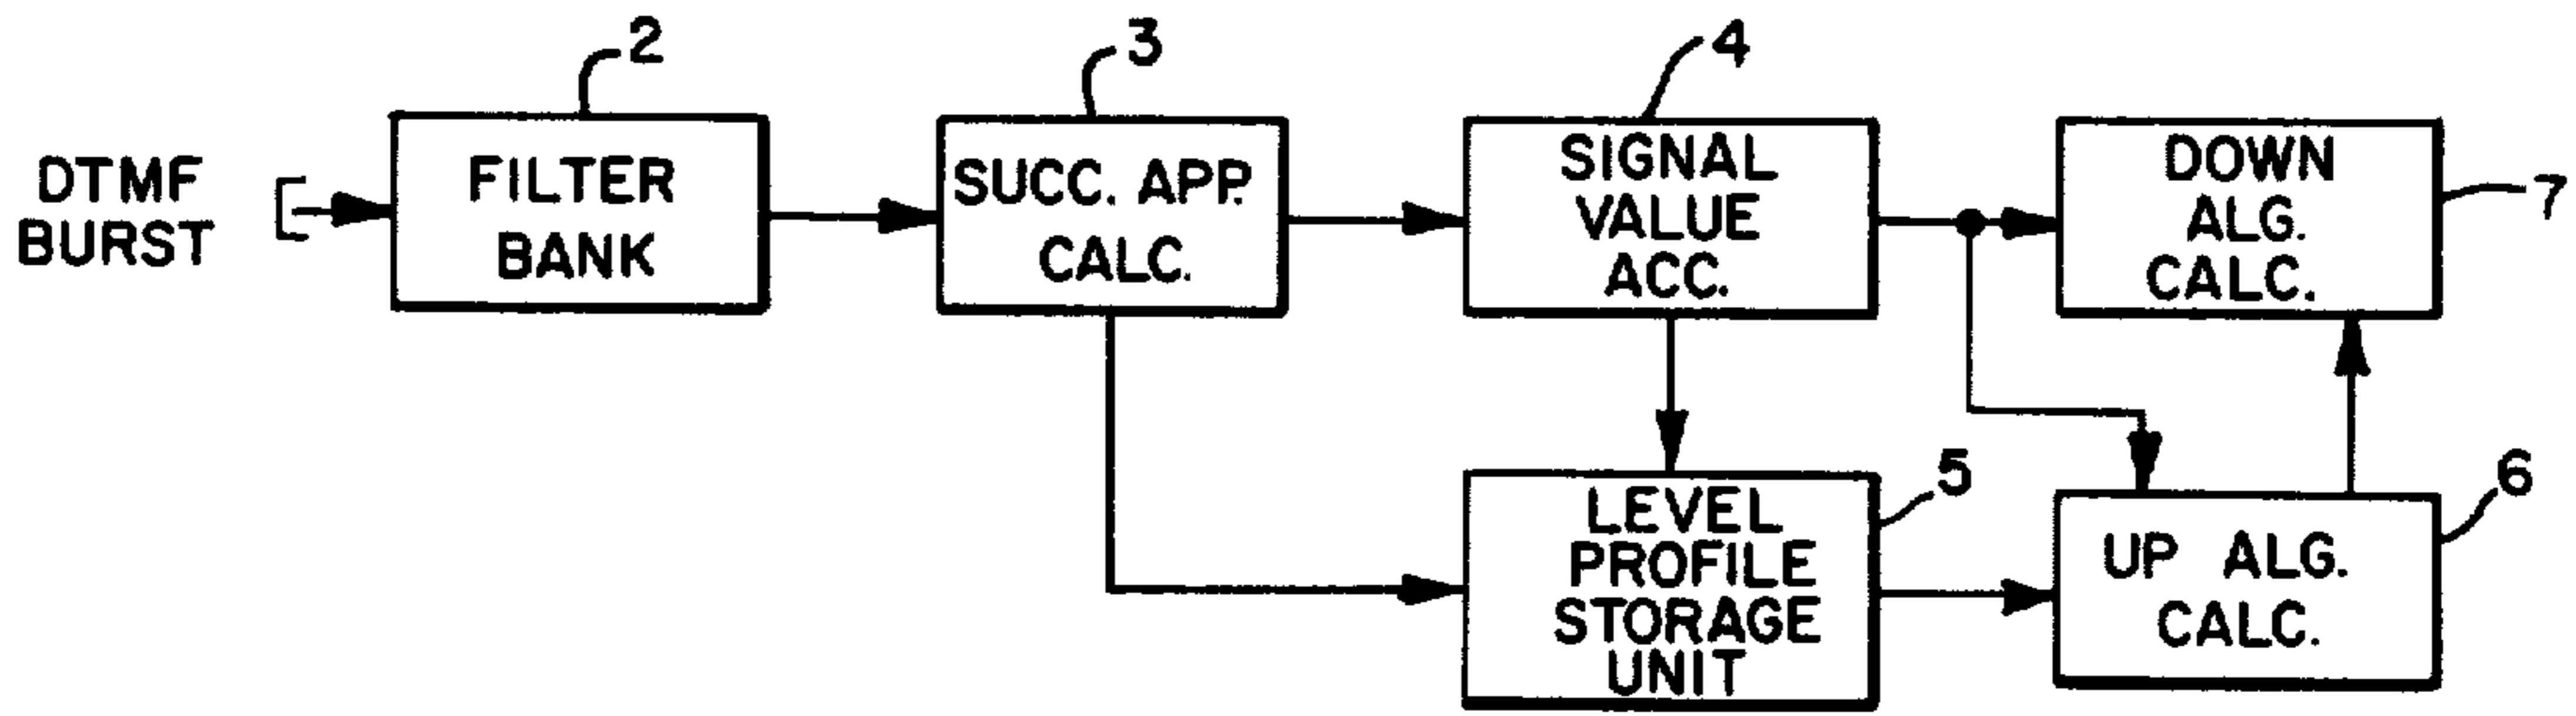 2
3
4
DTMF
BURST
FILTER
BANK
SUCC. APP.
CALC.
SIGNAL
VALUE
ACC.
DOWN
ALG.
CALC.
7
LEVEL
PROFILE
STORAGE
UNIT
5
UP ALG.
CALC.
6